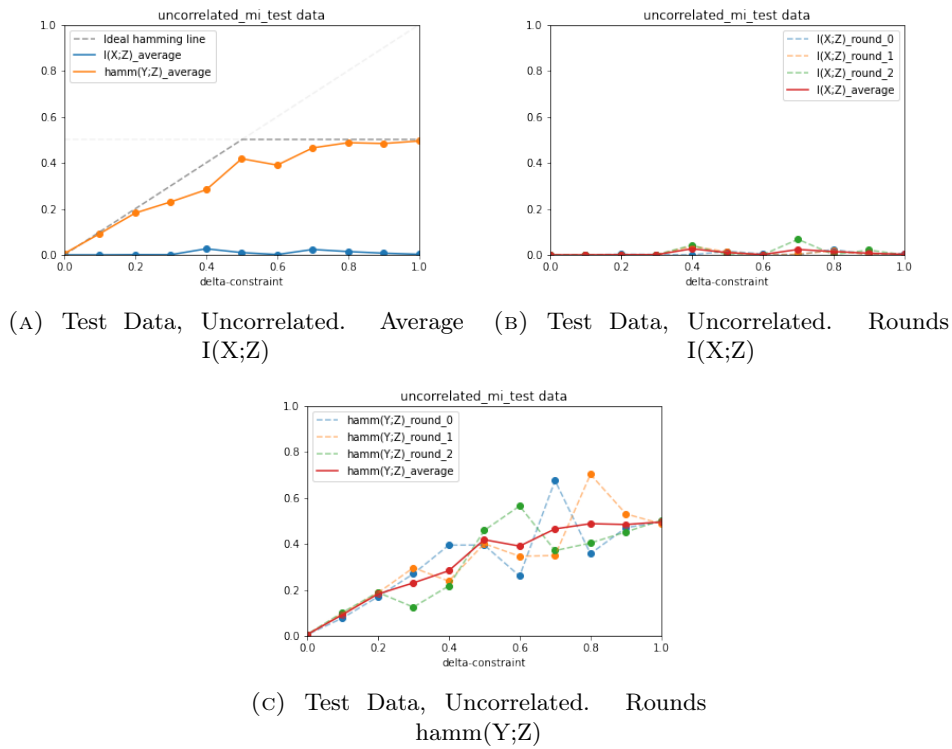 uncorrelated_mi_test data
Ideal hamming line
I(X;Z)_average
hamm(Y;Z)_average
1.0
0.8
0.6
0.4
0.2
0.0
0.0 0.2 0.4 0.6 0.8 1.0
delta-constraint
(A) Test Data, Uncorrelated. Average
I(X;Z)
uncorrelated_mi_test data
I(X;Z)_round_0
I(X;Z)_round_1
I(X;Z)_round_2
I(X;Z)_average
1.0
0.8
0.6
0.4
0.2
0.0
0.0 0.2 0.4 0.6 0.8 1.0
delta-constraint
(B) Test Data, Uncorrelated. Rounds
I(X;Z)
uncorrelated_mi_test data
hamm(Y;Z)_round_0
hamm(Y;Z)_round_1
hamm(Y;Z)_round_2
hamm(Y;Z)_average
1.0
0.8
0.6
0.4
0.2
0.0
0.0 0.2 0.4 0.6 0.8 1.0
delta-constraint
(C) Test Data, Uncorrelated. Rounds
hamm(Y;Z)